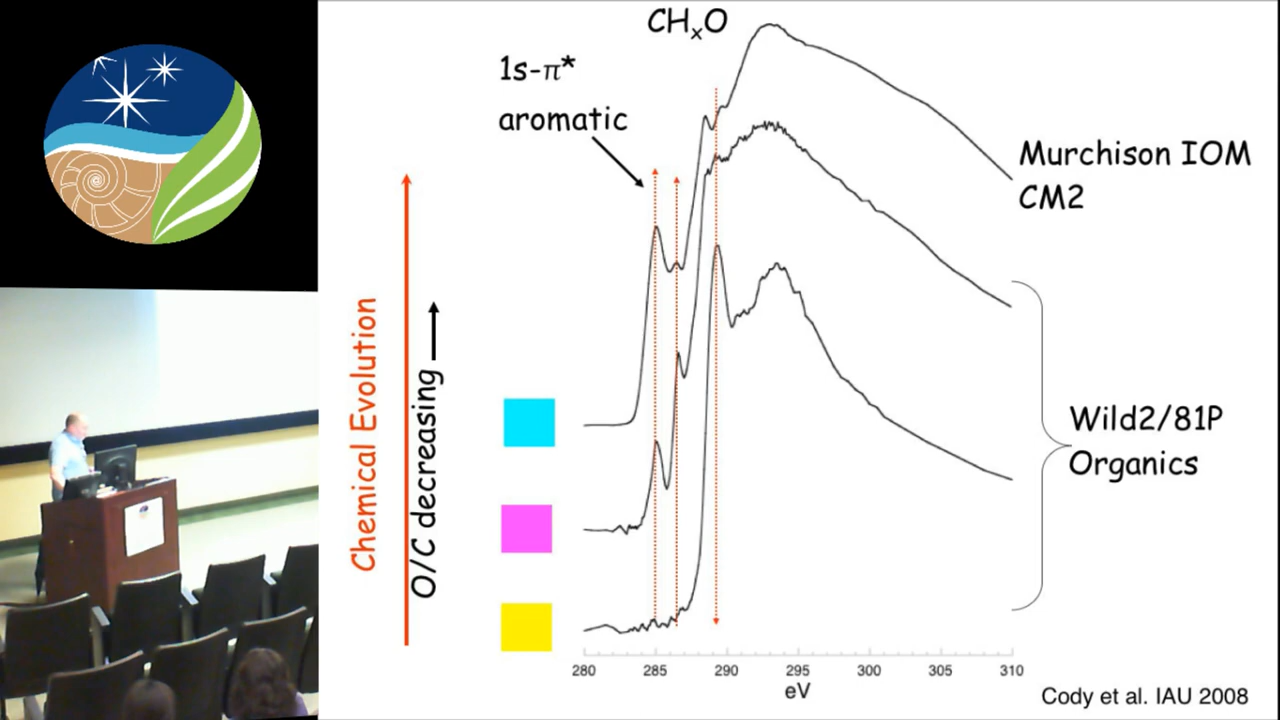 CHxO
1s-π*
aromatic
Murchison IOM
CM2
Chemical Evolution
O/C decreasing
Wild2/81P
Organics
280 285 290 295 300 305 310
eV
Cody et al. IAU 2008